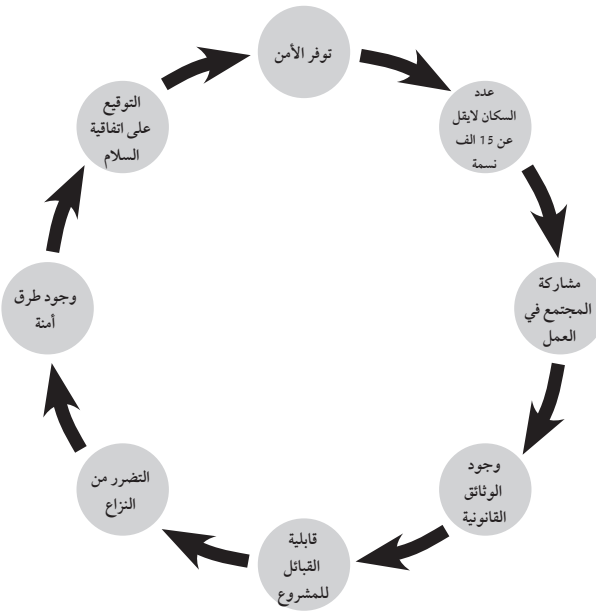 توفر الأمن
عدد
السكان لايقل
عن 15 الف
نسمة
مشاركة
المجتمع في
العمل
وجود
الوثائق
القانونية
قابلية
القبائل
للمشروع
التضرر من
النزاع
وجود طرق
أمنة
التوقيع
على اتفاقية
السلام